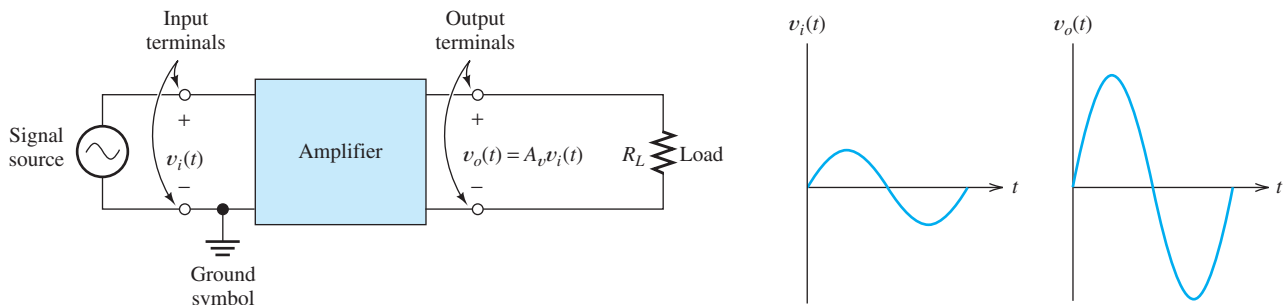 Input
terminals
Output
terminals
Signal
source
+
v_i(t)
−
Amplifier
+
v_o(t) = A_v v_i(t)
−
R_L
Load
Ground
symbol
v_i(t)
t
v_o(t)
t